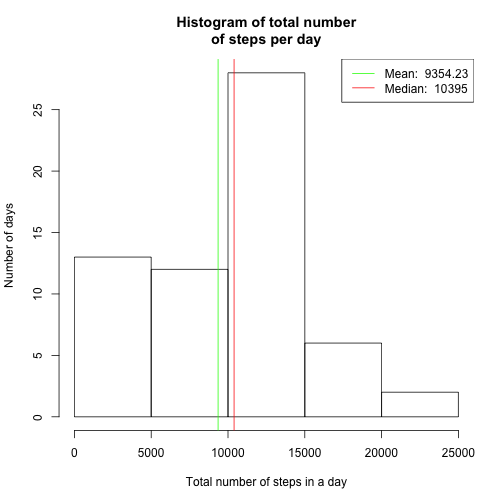 Histogram of total number
of steps per day
Mean: 9354.23
Median: 10395
Number of days
0
5
10
15
20
25
0 5000 10000 15000 20000 25000
Total number of steps in a day